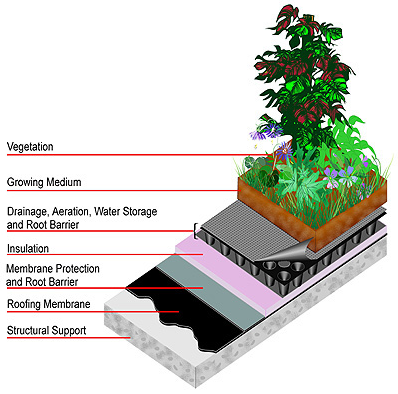 Vegetation
Growing Medium
Drainage, Aeration, Water Storage
and Root Barrier
Insulation
Membrane Protection
and Root Barrier
Roofing Membrane
Structural Support